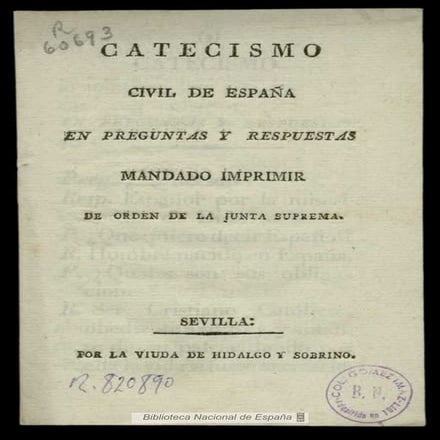 R
60693
CATECISMO
CIVIL DE ESPAÑA
EN PREGUNTAS Y RESPUESTAS
MANDADO IMPRIMIR
DE ORDEN DE LA JUNTA SUPREMA.
SEVILLA:
POR LA VIUDA DE HIDALGO Y SOBRINO.
R. 820890
B. N.
Biblioteca Nacional de España